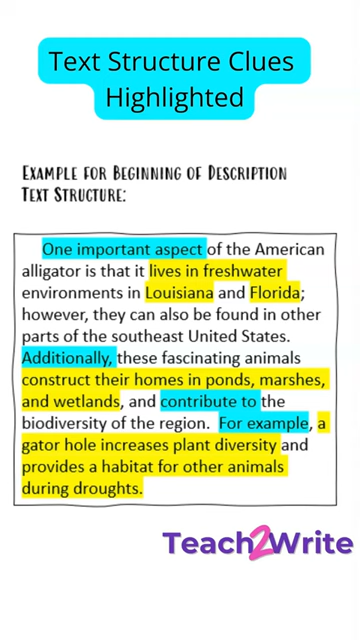 Text Structure Clues
Highlighted
Example for Beginning of Description
Text Structure:
One important aspect of the American
alligator is that it lives in freshwater
environments in Louisiana and Florida;
however, they can also be found in other
parts of the southeast United States.
Additionally, these fascinating animals
construct their homes in ponds, marshes,
and wetlands, and contribute to the
biodiversity of the region.  For example, a
gator hole increases plant diversity and
provides a habitat for other animals
during droughts.
Teach2Write